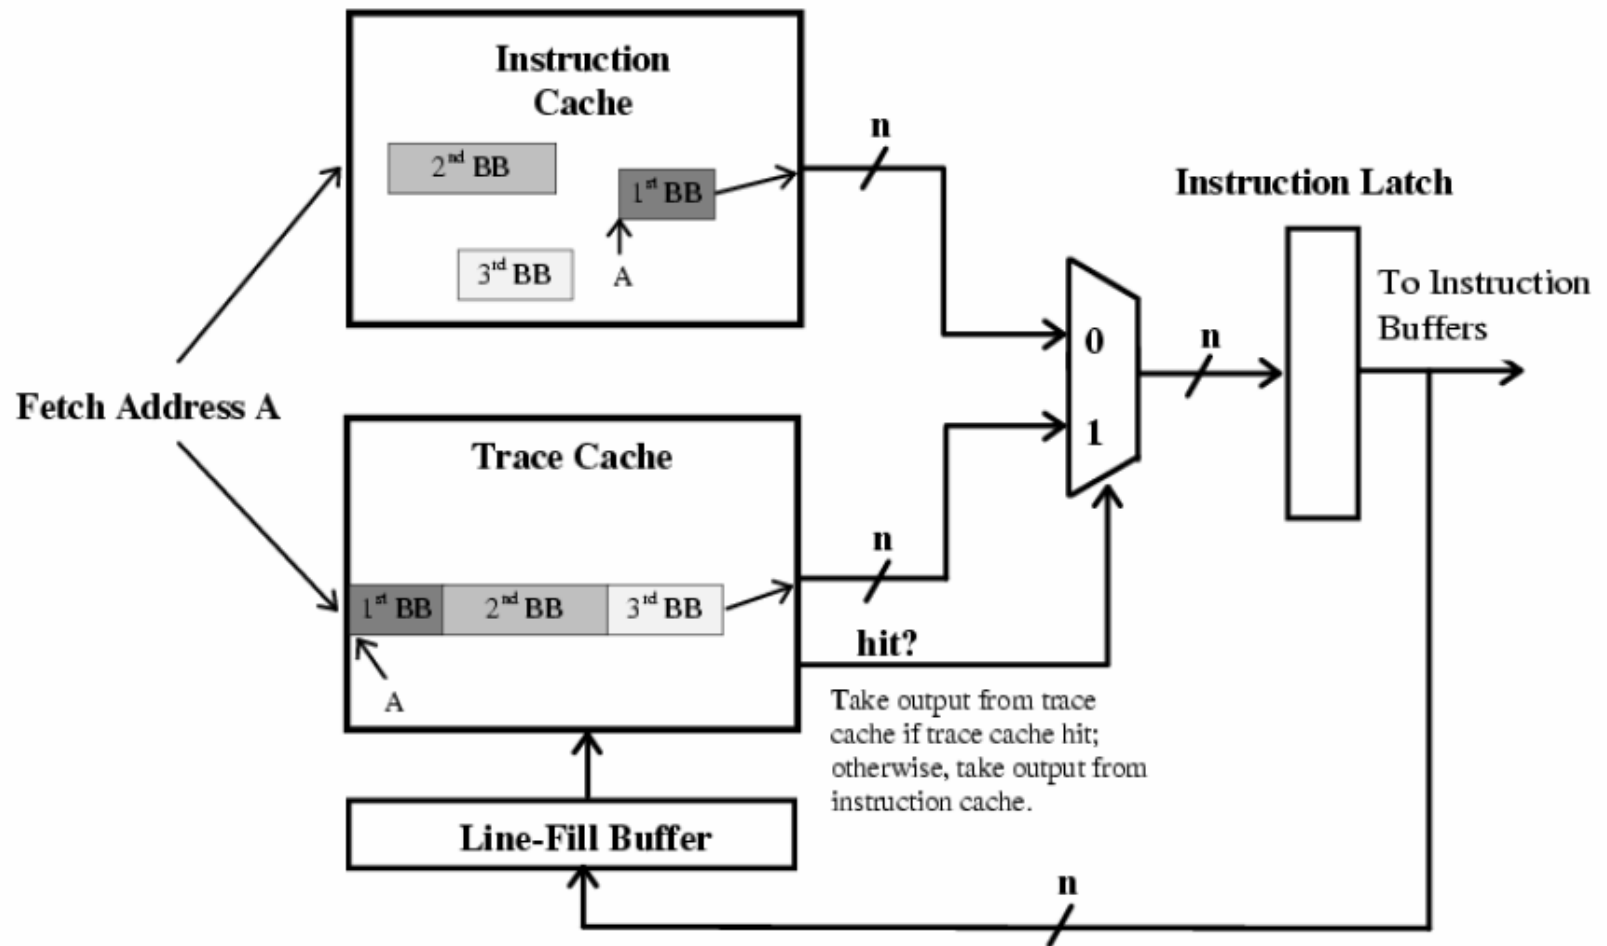 Instruction
Cache
2nd BB
1st BB
3rd BB
A
n
Instruction Latch
To Instruction
Buffers
0
n
1
Fetch Address A
Trace Cache
1st BB
2nd BB
3rd BB
A
n
hit?
Take output from trace
cache if trace cache hit;
otherwise, take output from
instruction cache.
Line-Fill Buffer
n